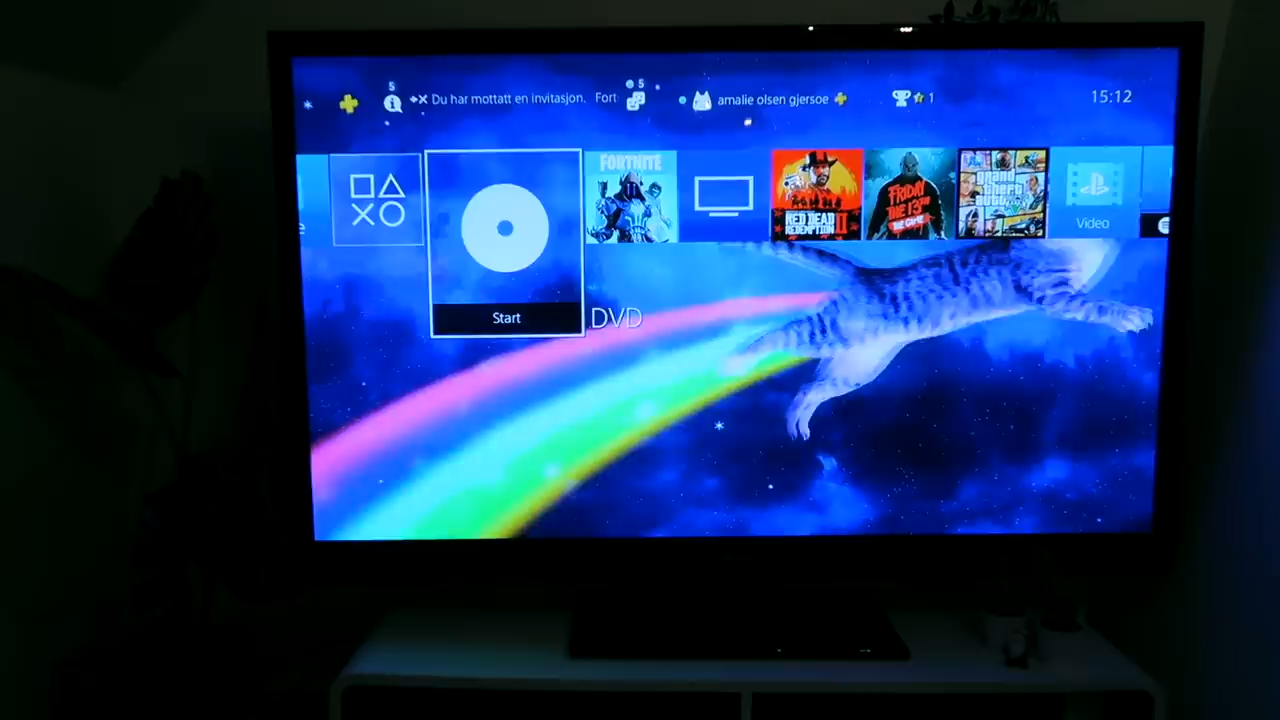 5
Du har mottatt en invitasjon. Fort
5
amalie olsen gjersoe
1
15:12
FORTNITE
RED DEAD
REDEMPTION II
FRIDAY
THE 13TH
THE GAME
grand
theft
auto
Video
Start
DVD